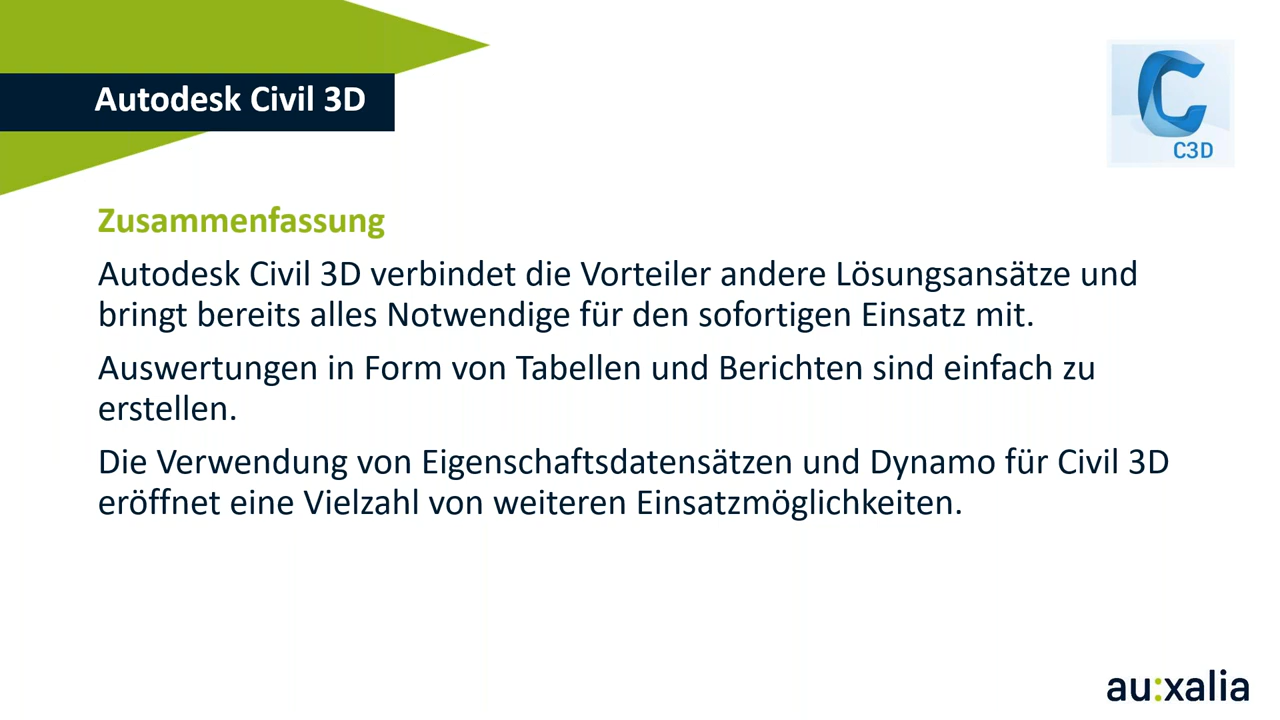 Autodesk Civil 3D
C3D
Zusammenfassung
Autodesk Civil 3D verbindet die Vorteiler andere Lösungsansätze und
bringt bereits alles Notwendige für den sofortigen Einsatz mit.
Auswertungen in Form von Tabellen und Berichten sind einfach zu
erstellen.
Die Verwendung von Eigenschaftsdatensätzen und Dynamo für Civil 3D
eröffnet eine Vielzahl von weiteren Einsatzmöglichkeiten.
au:xalia